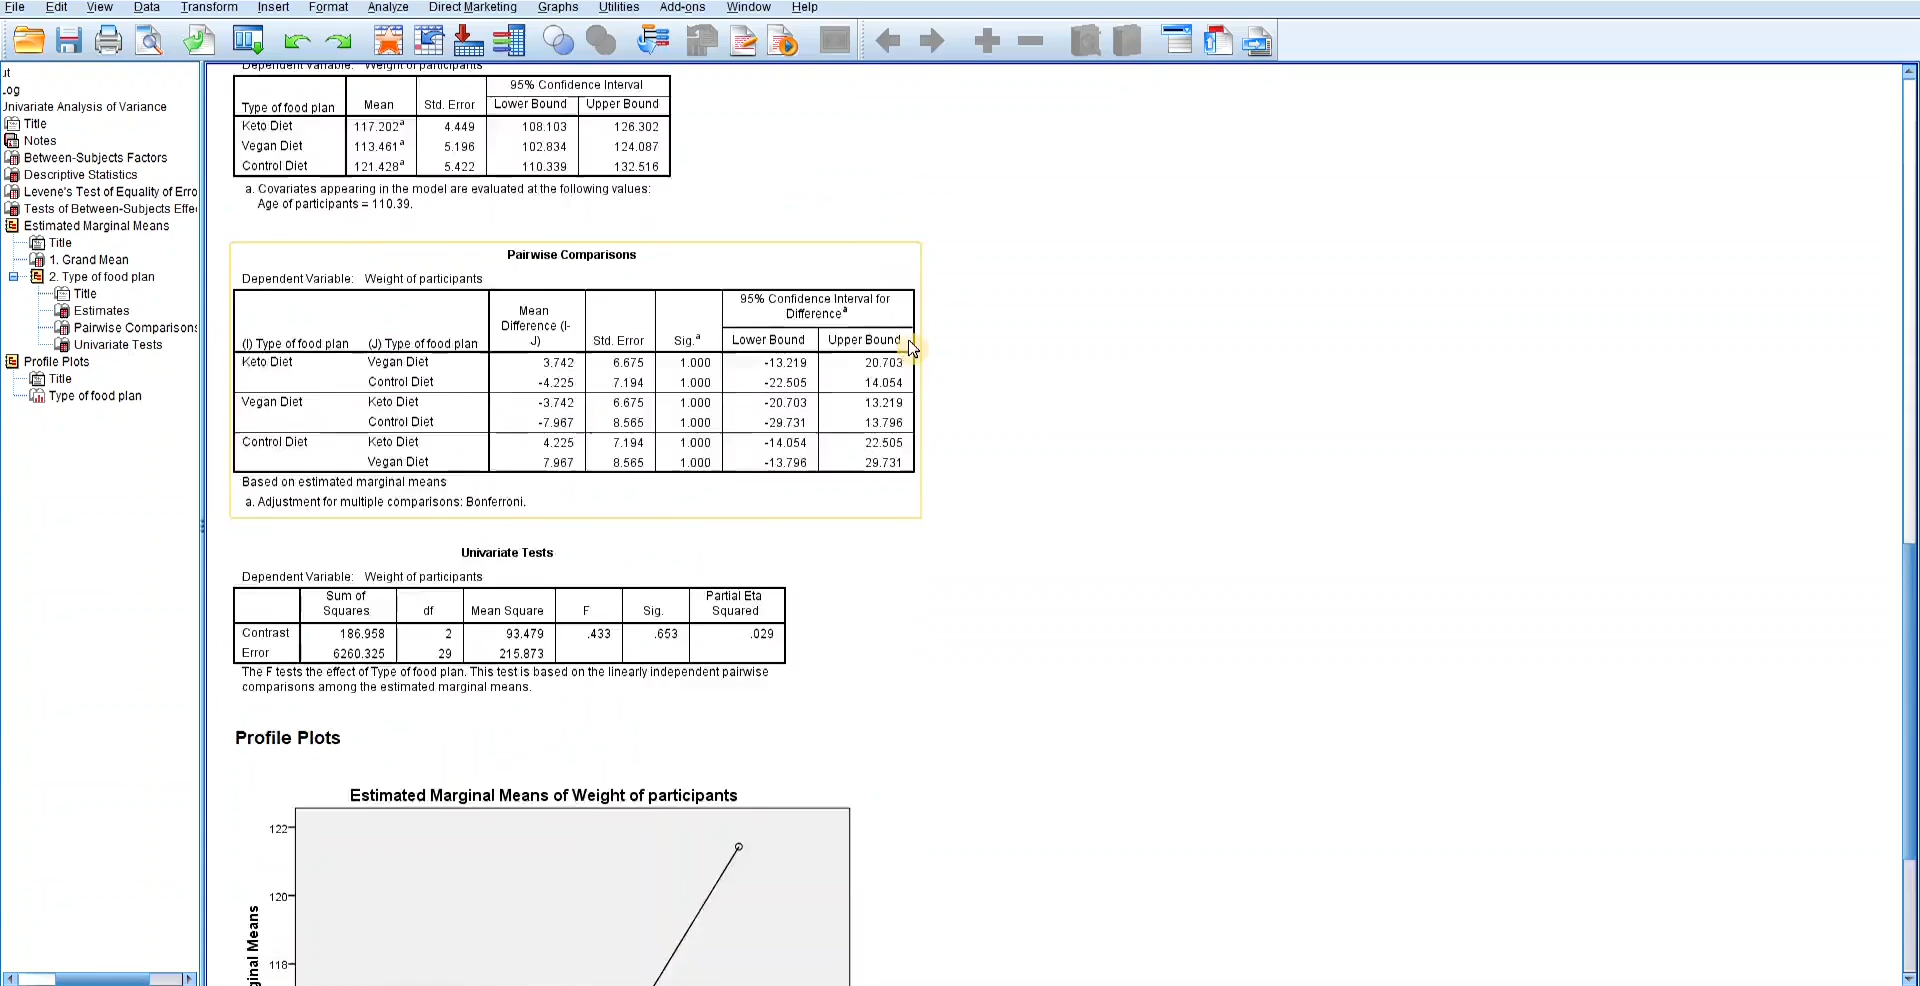 File Edit View Data Transform Insert Format Analyze Direct Marketing Graphs Utilities Add-ons Window Help
ut
Log
Univariate Analysis of Variance
Title
Notes
Between-Subjects Factors
Descriptive Statistics
Levene's Test of Equality of Erro
Tests of Between-Subjects Effe
Estimated Marginal Means
Title
1. Grand Mean
2. Type of food plan
Title
Estimates
Pairwise Comparisons
Univariate Tests
Profile Plots
Title
Type of food plan
Dependent Variable: Weight of participants
95% Confidence Interval
Type of food plan Mean Std. Error Lower Bound Upper Bound
Keto Diet 117.202a 4.449 108.103 126.302
Vegan Diet 113.461a 5.196 102.834 124.087
Control Diet 121.428a 5.422 110.339 132.516
a. Covariates appearing in the model are evaluated at the following values:
Age of participants = 110.39.
Pairwise Comparisons
Dependent Variable: Weight of participants
95% Confidence Interval for
Differencea
Mean
Difference (I-
J)
(I) Type of food plan (J) Type of food plan Std. Error Sig.a Lower Bound Upper Bound
Keto Diet Vegan Diet 3.742 6.675 1.000 -13.219 20.703
Control Diet -4.225 7.194 1.000 -22.505 14.054
Vegan Diet Keto Diet -3.742 6.675 1.000 -20.703 13.219
Control Diet -7.967 8.565 1.000 -29.731 13.796
Control Diet Keto Diet 4.225 7.194 1.000 -14.054 22.505
Vegan Diet 7.967 8.565 1.000 -13.796 29.731
Based on estimated marginal means
a. Adjustment for multiple comparisons: Bonferroni.
Univariate Tests
Dependent Variable: Weight of participants
Sum of
Squares df Mean Square F Sig. Partial Eta
Squared
Contrast 186.958 2 93.479 .433 .653 .029
Error 6260.325 29 215.873
The F tests the effect of Type of food plan. This test is based on the linearly independent pairwise
comparisons among the estimated marginal means.
Profile Plots
Estimated Marginal Means of Weight of participants
122
120
118
ginal Means